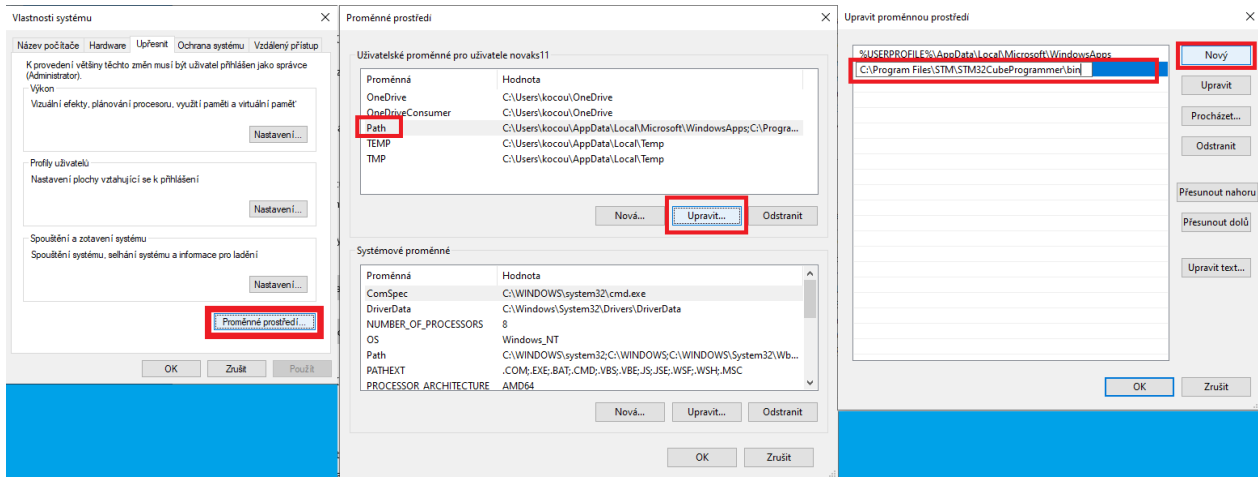 Vlastnosti systému
Název počítače Hardware Upřesnit Ochrana systému Vzdálený přístup
K provedení většiny těchto změn musí být uživatel přihlášen jako správce
(Administrator).
Výkon
Vizuální efekty, plánování procesoru, využití paměti a virtuální paměť
Nastavení...
Profily uživatelů
Nastavení plochy vztahující se k přihlášení
Nastavení...
Spouštění a zotavení systému
Spouštění systému, selhání systému a informace pro ladění
Nastavení...
Proměnné prostředí...
OK Zrušit Použít
Proměnné prostředí
Uživatelské proměnné pro uživatele novaks11
Proměnná Hodnota
OneDrive C:\Users\kocou\OneDrive
OneDriveConsumer C:\Users\kocou\OneDrive
Path C:\Users\kocou\AppData\Local\Microsoft\WindowsApps;C:\Progra...
TEMP C:\Users\kocou\AppData\Local\Temp
TMP C:\Users\kocou\AppData\Local\Temp
Nová... Upravit... Odstranit
Systémové proměnné
Proměnná Hodnota
ComSpec C:\WINDOWS\system32\cmd.exe
DriverData C:\Windows\System32\Drivers\DriverData
NUMBER_OF_PROCESSORS 8
OS Windows_NT
Path C:\WINDOWS\system32;C:\WINDOWS;C:\WINDOWS\System32\Wb...
PATHEXT .COM;.EXE;.BAT;.CMD;.VBS;.VBE;.JS;.JSE;.WSF;.WSH;.MSC
PROCESSOR_ARCHITECTURE AMD64
Nová... Upravit... Odstranit
OK Zrušit
Upravit proměnnou prostředí
%USERPROFILE%\AppData\Local\Microsoft\WindowsApps
C:\Program Files\STM\STM32CubeProgrammer\bin
Nový
Upravit
Procházet...
Odstranit
Přesunout nahoru
Přesunout dolů
Upravit text...
OK Zrušit